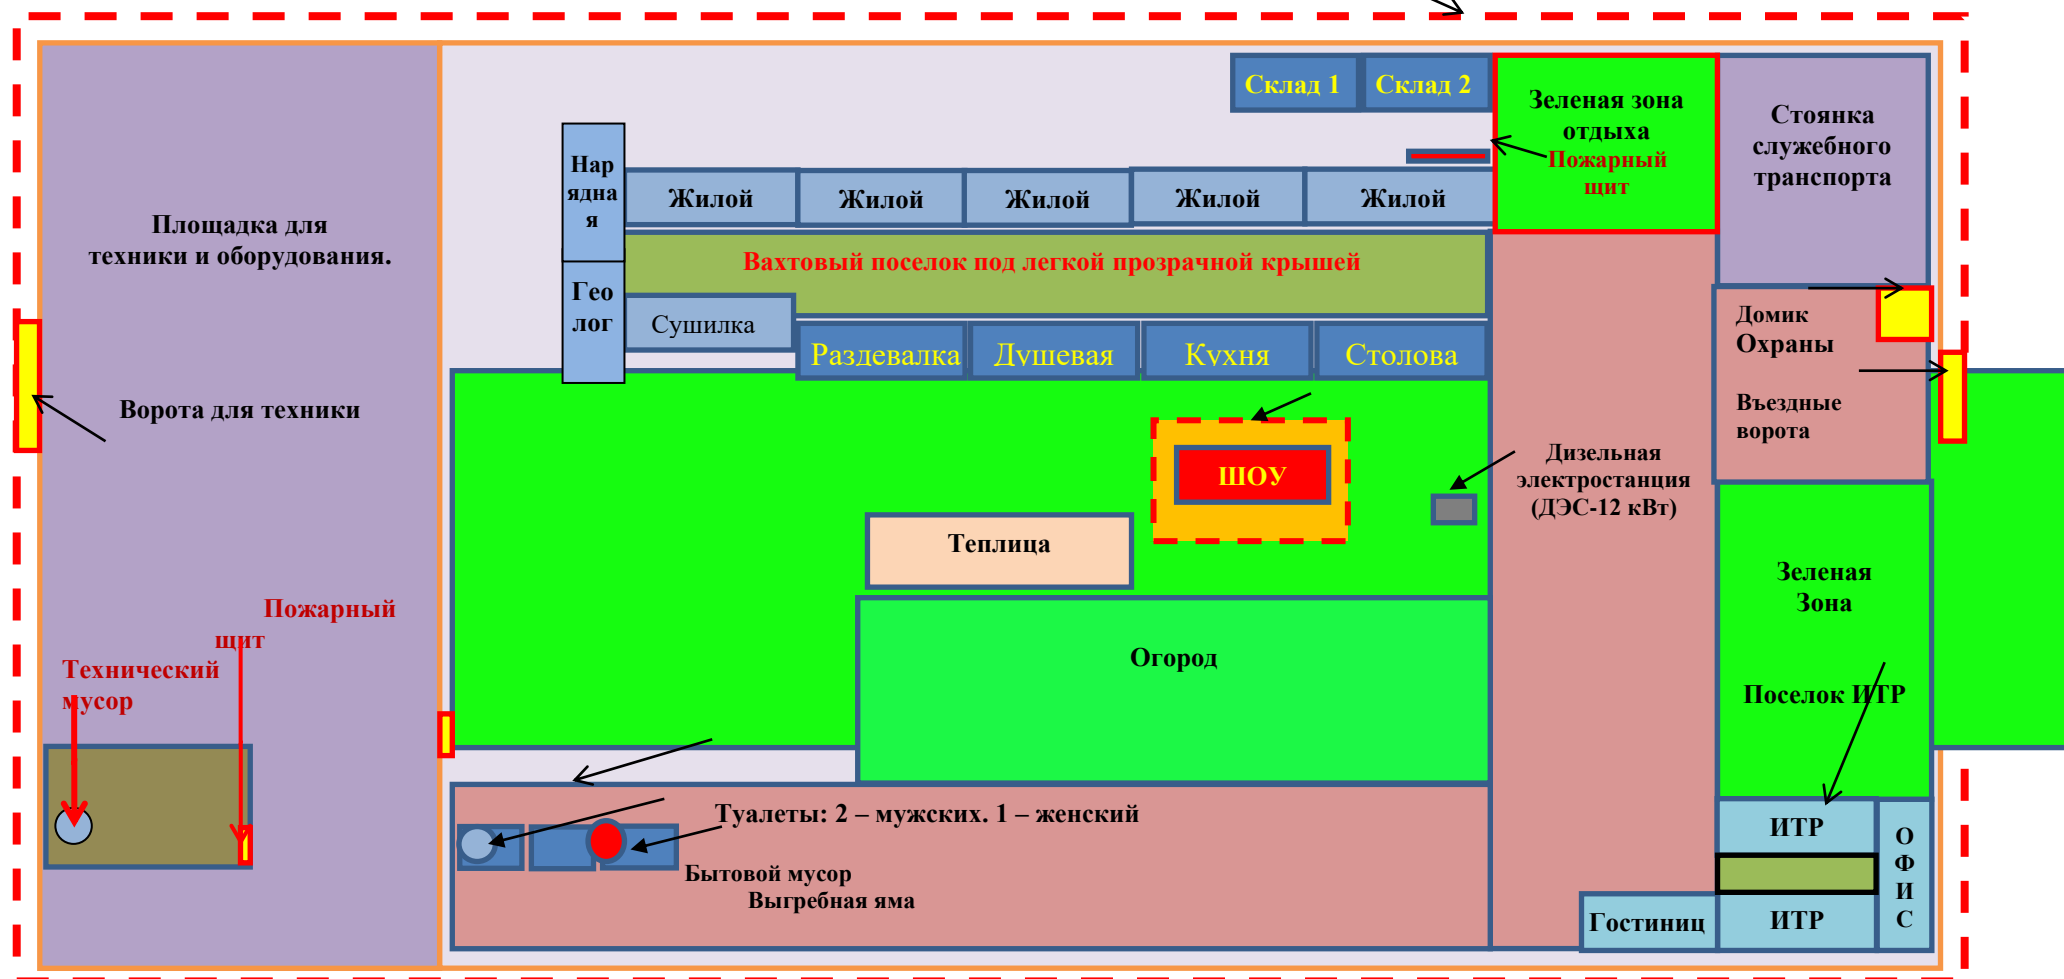 Склад 1
Склад 2
Зеленая зона
отдыха
Пожарный
щит
Стоянка
служебного
транспорта
Нар
ядна
я
Жилой
Жилой
Жилой
Жилой
Жилой
Площадка для
техники и оборудования.
Вахтовый поселок под легкой прозрачной крышей
Гео
лог
Сушилка
Раздевалка
Душевая
Кухня
Столова
Домик
Охраны
Въездные
ворота
Ворота для техники
ШОУ
Дизельная
электростанция
(ДЭС-12 кВт)
Теплица
Зеленая
Зона
Пожарный
щит
Технический
мусор
Огород
Поселок ИТР
Туалеты: 2 – мужских. 1 – женский
Бытовой мусор
Выгребная яма
ИТР
О
Ф
И
С
Гостиниц
ИТР